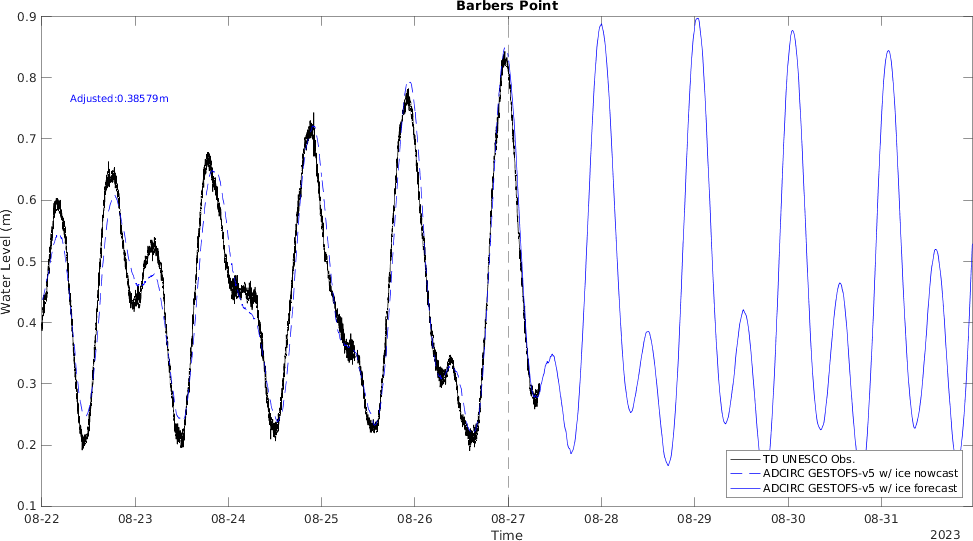 Barbers Point
Adjusted:0.38579m
Water Level (m)
0.9
0.8
0.7
0.6
0.5
0.4
0.3
0.2
0.1
TD UNESCO Obs.
ADCIRC GESTOFS-v5 w/ ice nowcast
ADCIRC GESTOFS-v5 w/ ice forecast
08-22 08-23 08-24 08-25 08-26 08-27 08-28 08-29 08-30 08-31
Time
2023